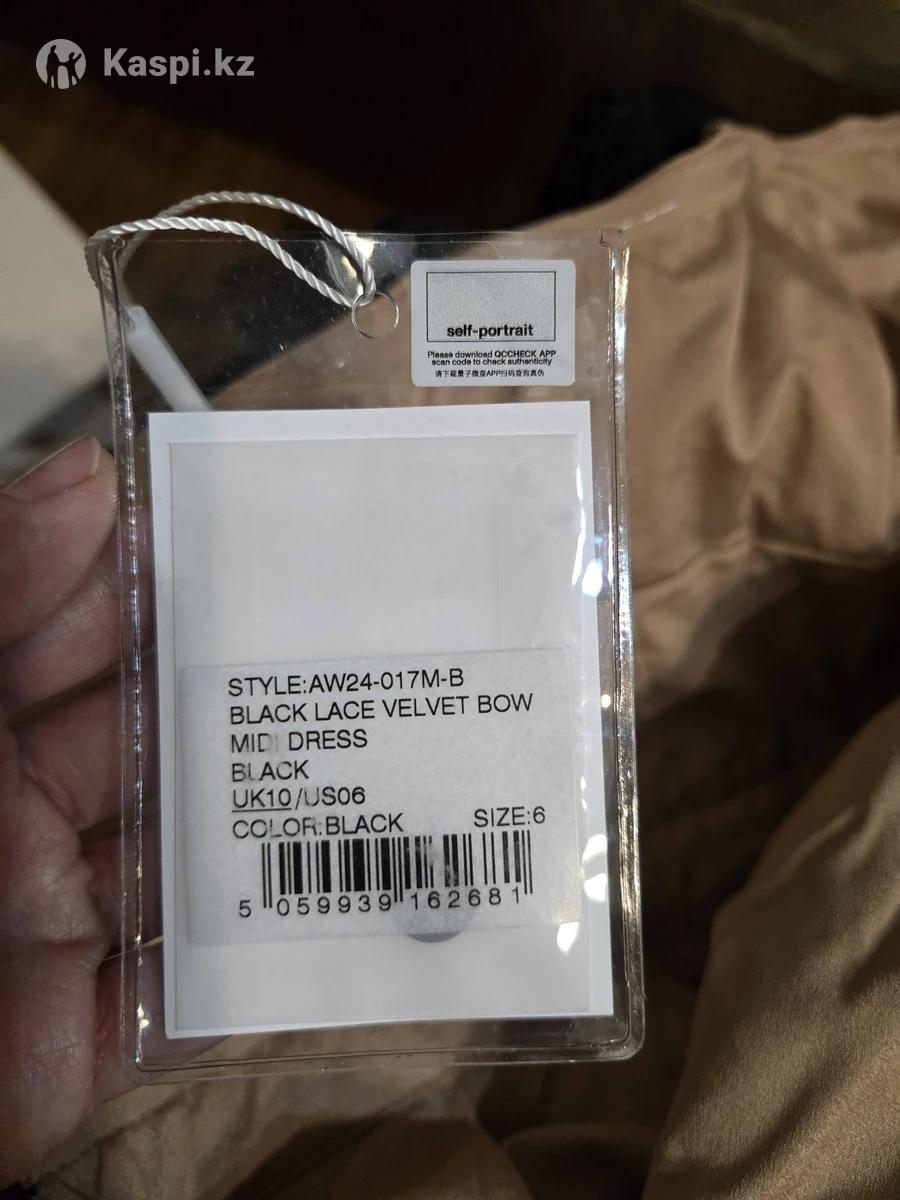 Kaspi.kz
self-portrait
Please download QCCHECK APP
scan code to check authenticity
请下载量子微查APP扫码查询真伪
STYLE:AW24-017M-B
BLACK LACE VELVET BOW
MIDI DRESS
BLACK
UK10/US06
COLOR:BLACK SIZE:6
5 059939 162681